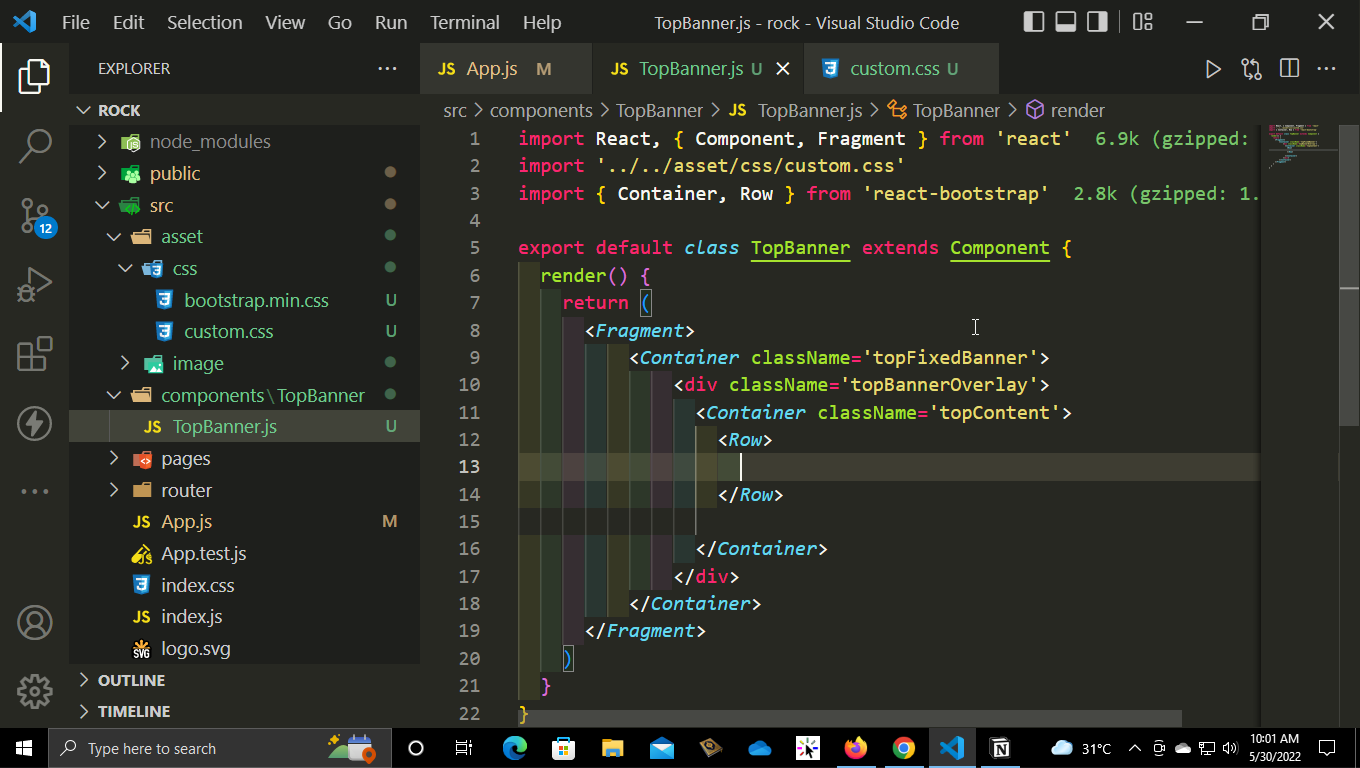 File Edit Selection View Go Run Terminal Help TopBanner.js - rock - Visual Studio Code
EXPLORER
JS App.js M JS TopBanner.js U custom.css U
ROCK
src > components > TopBanner > JS TopBanner.js > TopBanner > render
node_modules
public
src
asset
css
bootstrap.min.css U
custom.css U
image
components\TopBanner
JS TopBanner.js U
pages
router
JS App.js M
App.test.js
index.css
JS index.js
logo.svg
OUTLINE
TIMELINE
12
1 import React, { Component, Fragment } from 'react' 6.9k (gzipped:
2 import '../../asset/css/custom.css'
3 import { Container, Row } from 'react-bootstrap' 2.8k (gzipped: 1.
4
5 export default class TopBanner extends Component {
6 render() {
7 return (
8 <Fragment>
9 <Container className='topFixedBanner'>
10 <div className='topBannerOverlay'>
11 <Container className='topContent'>
12 <Row>
13
14 </Row>
15
16 </Container>
17 </div>
18 </Container>
19 </Fragment>
20 )
21 }
22 }
Type here to search
31°C
10:01 AM
5/30/2022